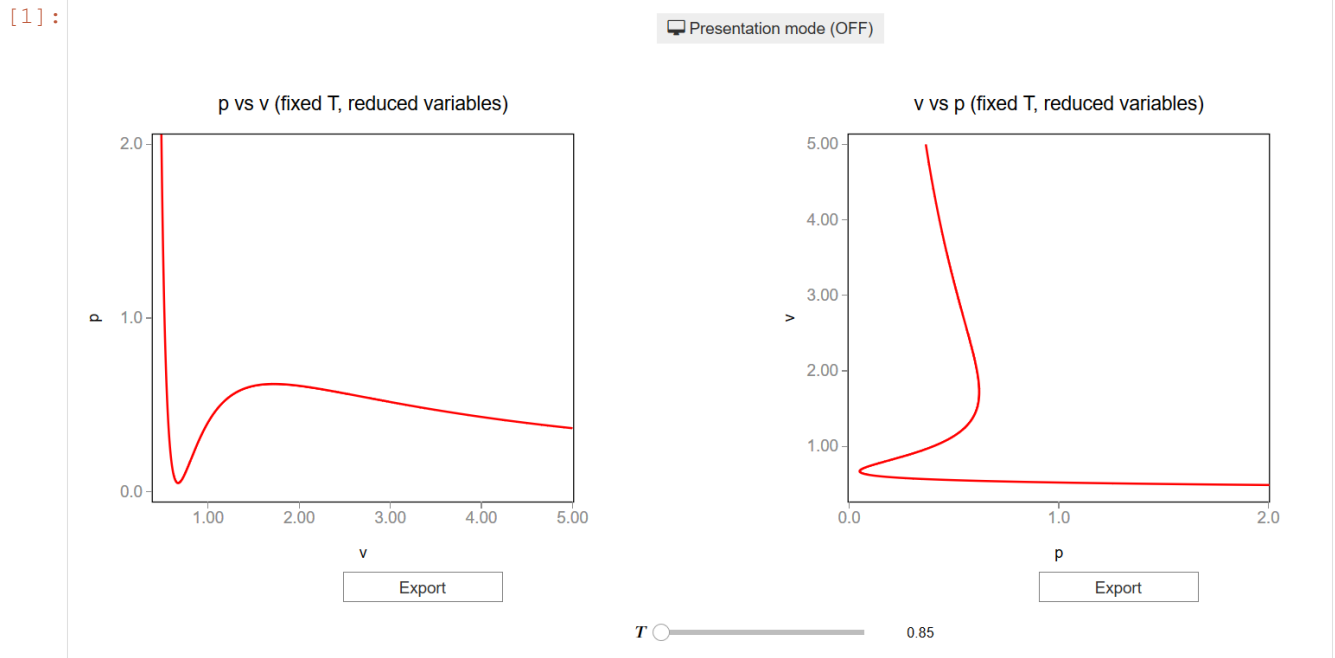 [1]:
Presentation mode (OFF)
p vs v (fixed T, reduced variables)
2.0
1.0
0.0
p
1.00 2.00 3.00 4.00 5.00
v
Export
v vs p (fixed T, reduced variables)
5.00
4.00
3.00
2.00
1.00
v
0.0 1.0 2.0
p
Export
T 0.85